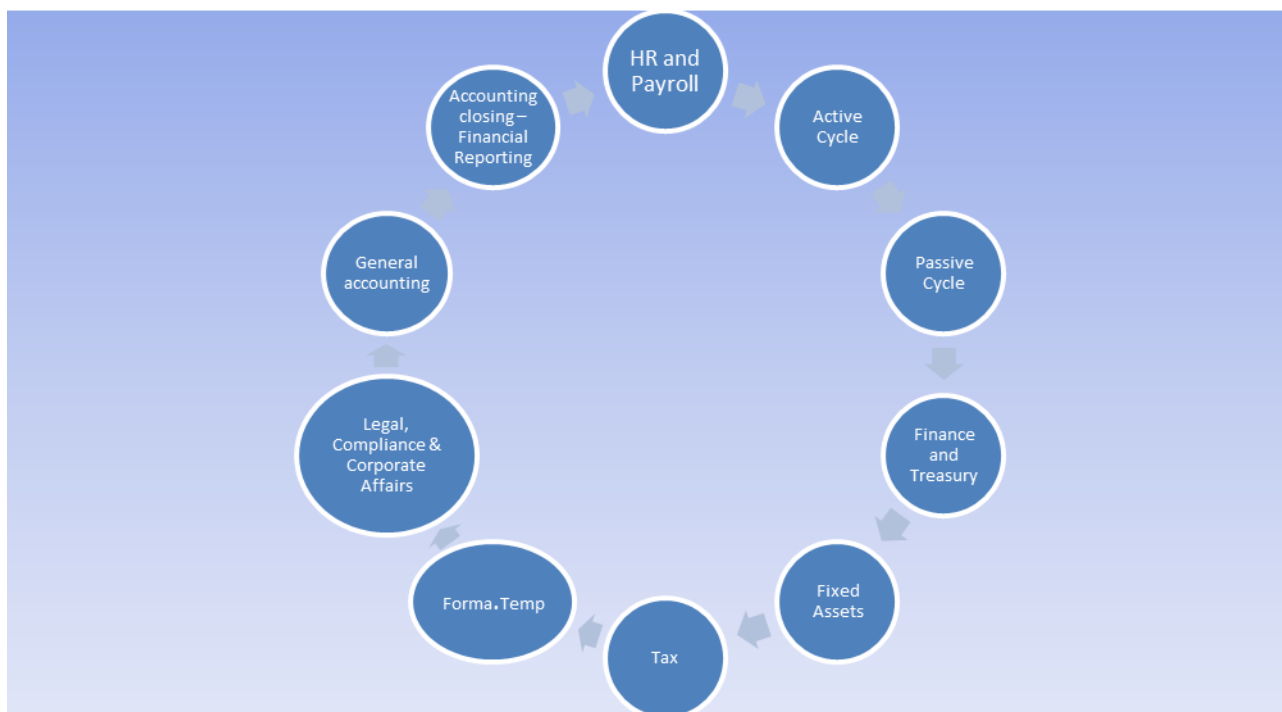 HR and
Payroll
Active
Cycle
Passive
Cycle
Finance
and
Treasury
Fixed
Assets
Tax
Forma.Temp
Legal,
Compliance &
Corporate
Affairs
General
accounting
Accounting
closing –
Financial
Reporting